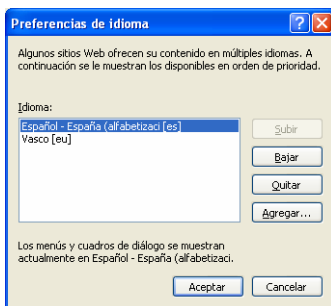 Preferencias de idioma
Algunos sitios Web ofrecen su contenido en múltiples idiomas. A
continuación se le muestran los disponibles en orden de prioridad.
Idioma:
Español - España (alfabetizaci [es]
Vasco [eu]
Subir
Bajar
Quitar
Agregar...
Los menús y cuadros de diálogo se muestran
actualmente en Español - España (alfabetizaci.
Aceptar
Cancelar